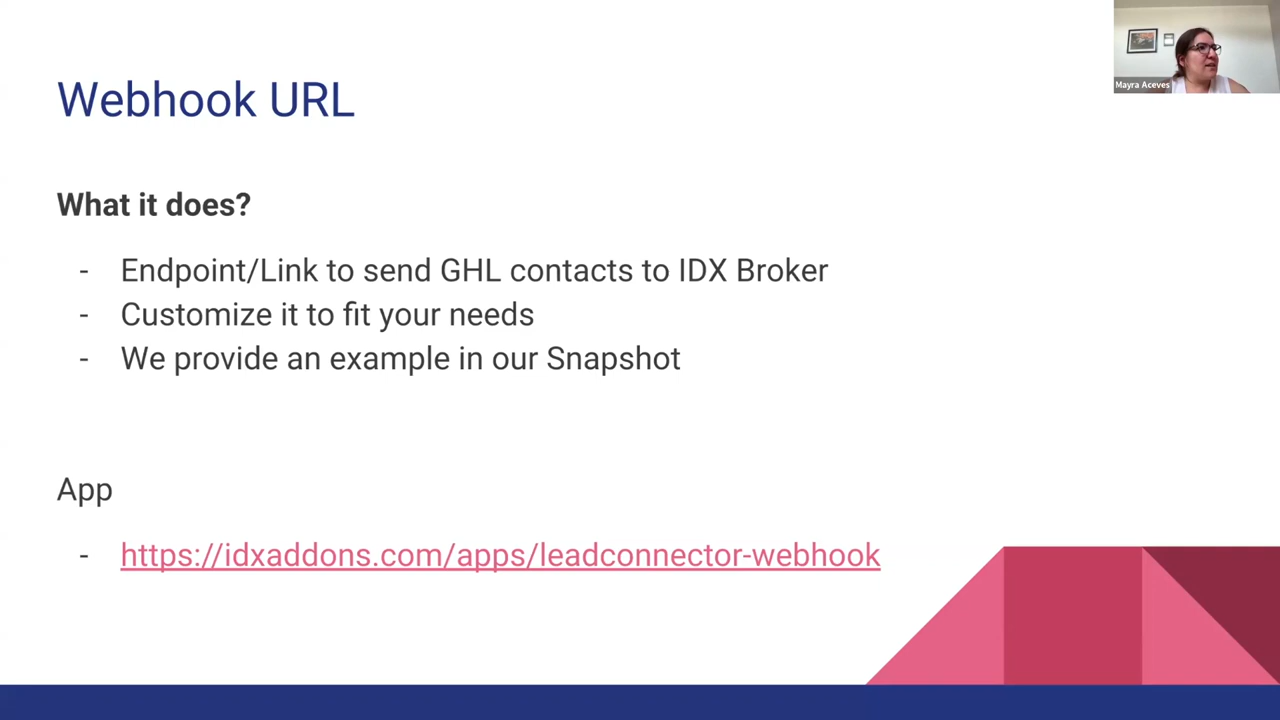 Webhook URL
Mayra Aceves
What it does?
- Endpoint/Link to send GHL contacts to IDX Broker
- Customize it to fit your needs
- We provide an example in our Snapshot
App
- https://idxaddons.com/apps/leadconnector-webhook